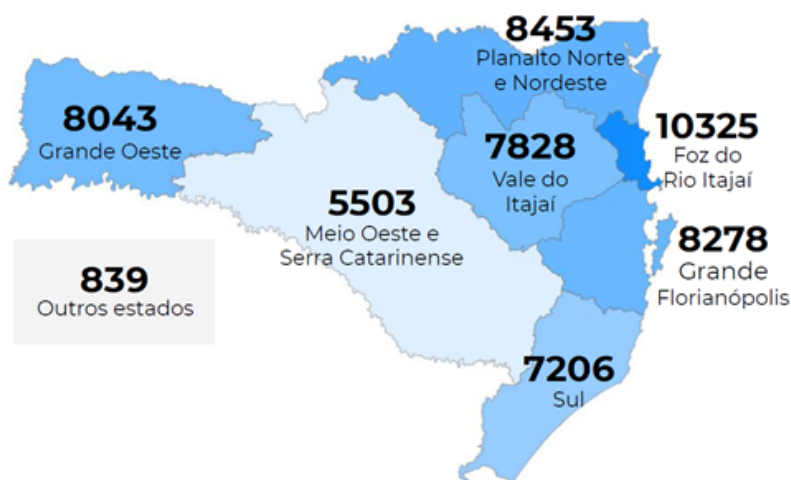 8453
Planalto Norte
e Nordeste
8043
Grande Oeste
10325
Foz do
Rio Itajaí
7828
Vale do
Itajaí
5503
Meio Oeste e
Serra Catarinense
8278
Grande
Florianópolis
839
Outros estados
7206
Sul